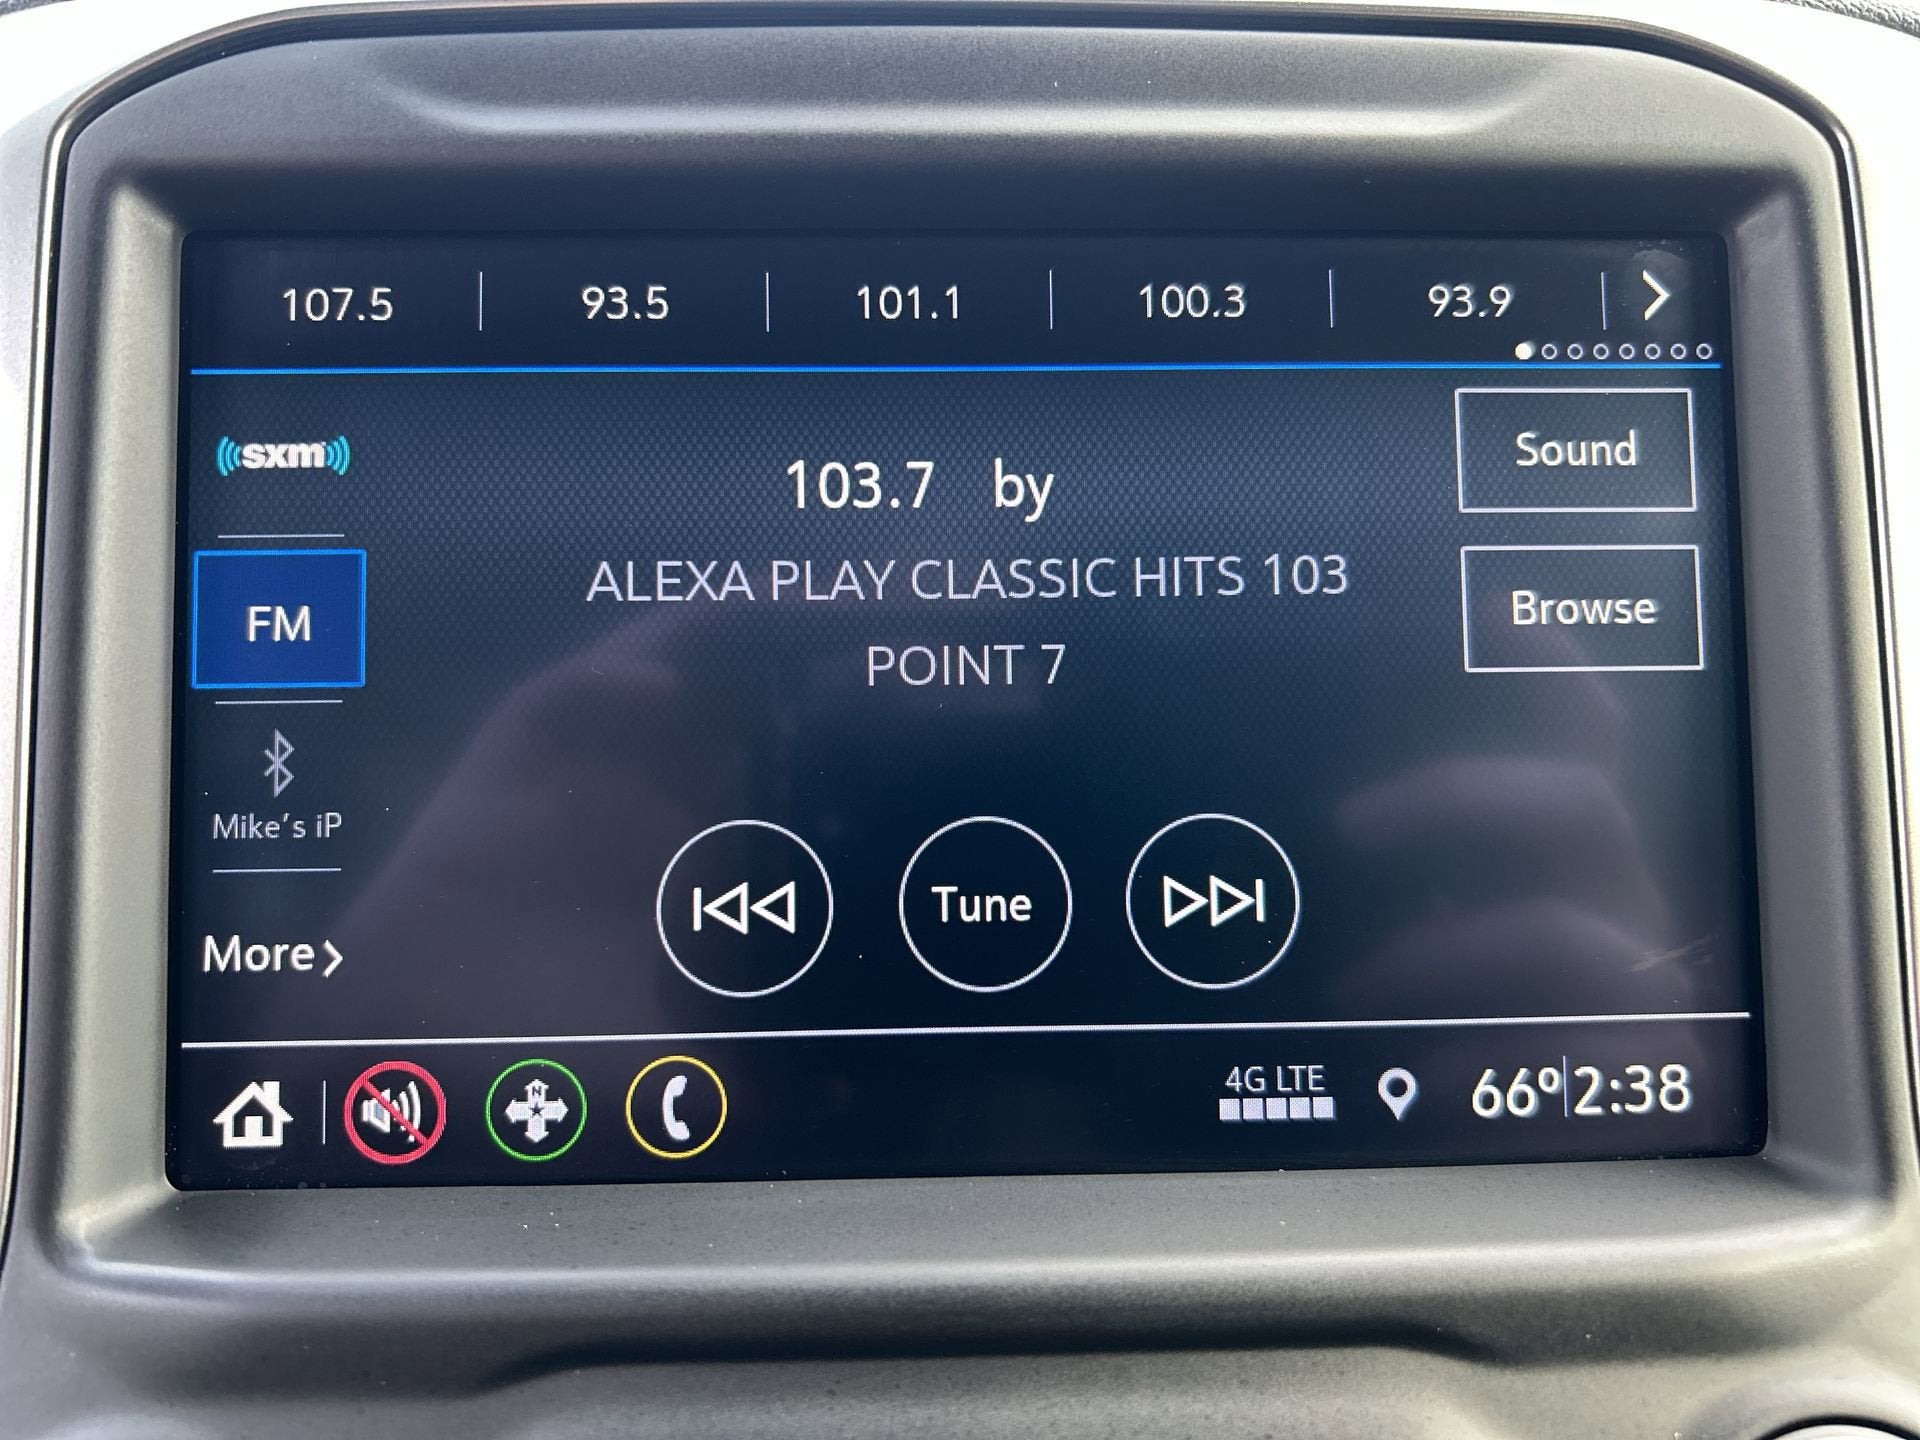 107.5 93.5 101.1 100.3 93.9
sxm
103.7 by
Sound
ALEXA PLAY CLASSIC HITS 103
POINT 7
Browse
FM
Mike's iP
Tune
More
N
4G LTE
66° 2:38